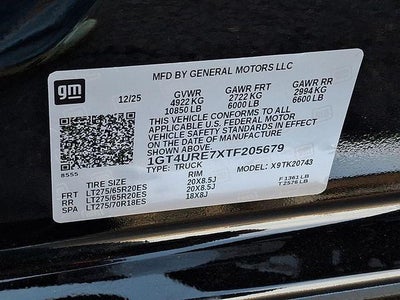 gm
MFD BY GENERAL MOTORS LLC
12/25 GVWR GAWR FRT GAWR RR
4922 KG 2722 KG 2994 KG
10850 LB 6000 LB 6600 LB
THIS VEHICLE CONFORMS TO ALL
APPLICABLE U.S. FEDERAL MOTOR
VEHICLE SAFETY STANDARDS IN
EFFECT ON THE DATE OF MANUFACTURE
SHOWN ABOVE.
1GT4URE7XTF205679
8555 TYPE: TRUCK MODEL: X9TK20743
TIRE SIZE RIM
FRT LT275/65R20ES 20X8.5J F 1361 LB
RR LT275/65R20ES 20X8.5J T 2576 LB
SPA LT275/70R18ES 18X8J